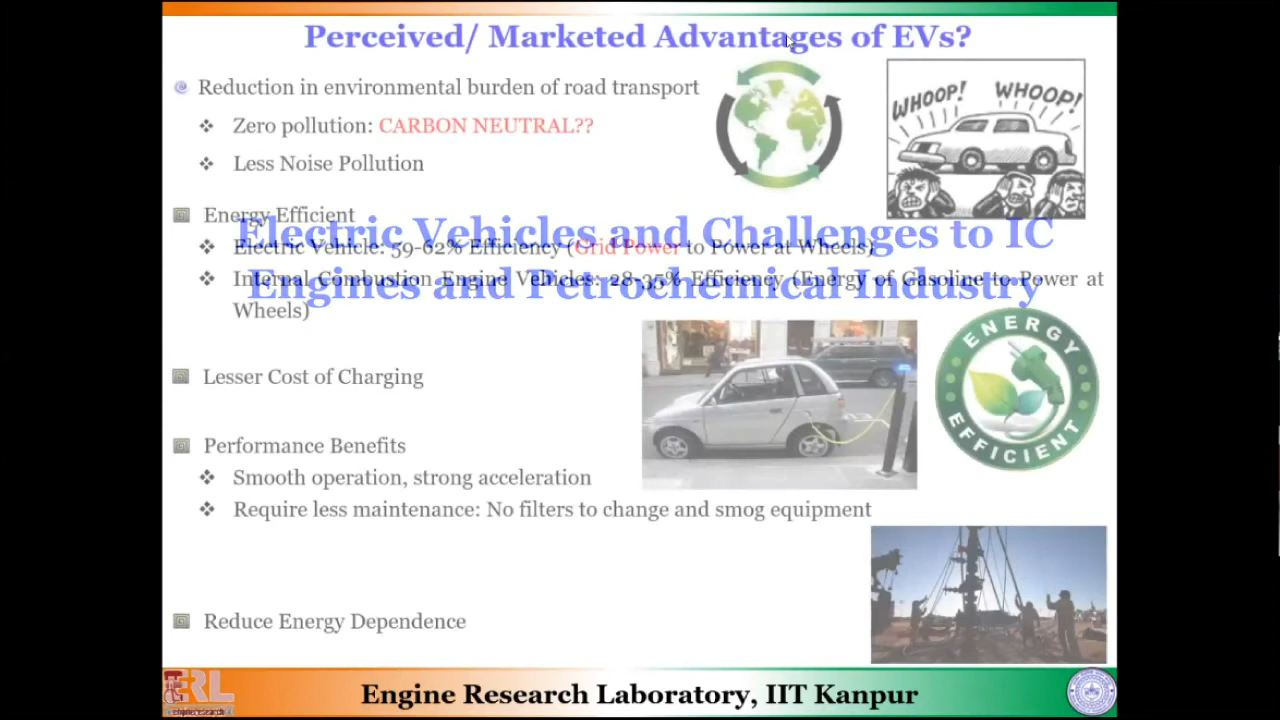 Perceived/ Marketed Advantages of EVs?
Reduction in environmental burden of road transport
Zero pollution: CARBON NEUTRAL??
Less Noise Pollution
WHOOP! WHOOP!
Energy Efficient
Electric Vehicles and Challenges to IC
Electric Vehicle: 59-62% Efficiency (Grid Power to Power at Wheels)
Internal Combustion Engine Vehicles: 28-35% Efficiency (Energy of Gasoline to Power at
Engines and Petrochemical Industry
Wheels)
ENERGY
EFFICIENT
Lesser Cost of Charging
Performance Benefits
Smooth operation, strong acceleration
Require less maintenance: No filters to change and smog equipment
Reduce Energy Dependence
ERL
Engine Research Laboratory, IIT Kanpur